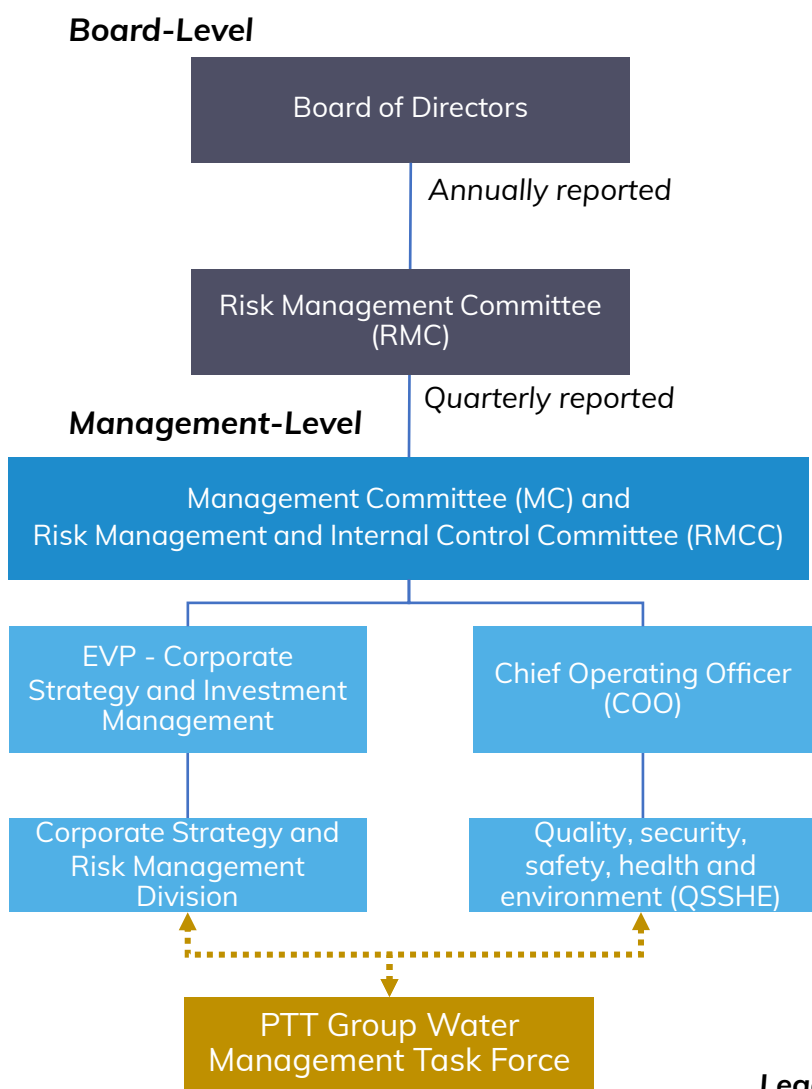 Board-Level
Board of Directors
Annually reported
Risk Management Committee
(RMC)
Quarterly reported
Management-Level
Management Committee (MC) and
Risk Management and Internal Control Committee (RMCC)
EVP - Corporate
Strategy and Investment
Management
Chief Operating Officer
(COO)
Corporate Strategy and
Risk Management
Division
Quality, security,
safety, health and
environment (QSSHE)
PTT Group Water
Management Task Force